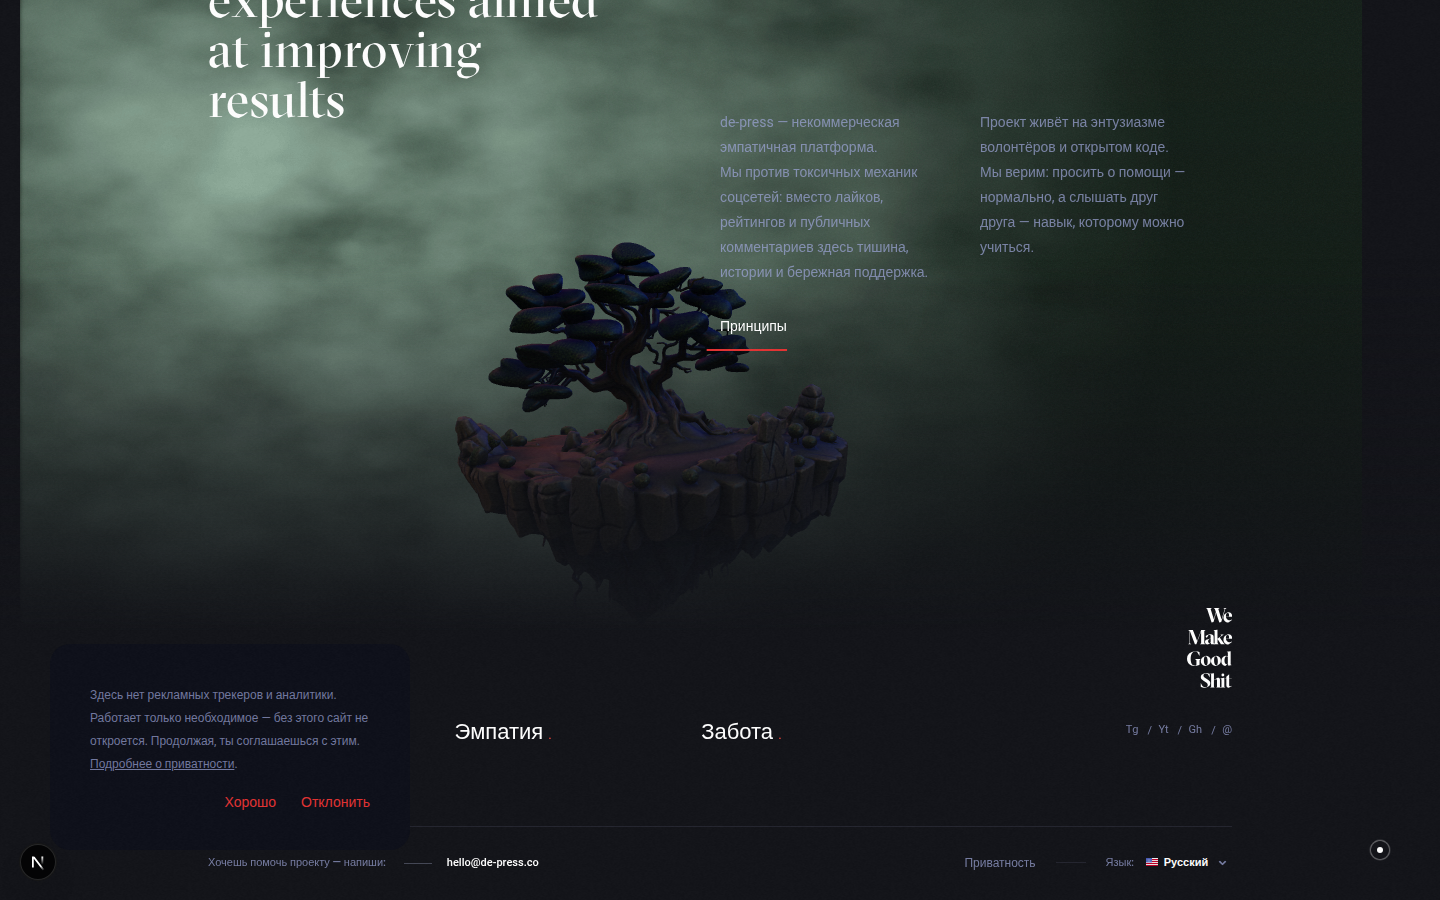 experiences aimed
at improving
results
de-press — некоммерческая
эмпатичная платформа.
Мы против токсичных механик
соцсетей: вместо лайков,
рейтингов и публичных
комментариев здесь тишина,
истории и бережная поддержка.
Проект живёт на энтузиазме
волонтёров и открытом коде.
Мы верим: просить о помощи —
нормально, а слышать друг
друга — навык, которому можно
учиться.
Принципы
We
Make
Good
Shit
Здесь нет рекламных трекеров и аналитики.
Работает только необходимое — без этого сайт не
откроется. Продолжая, ты соглашаешься с этим.
Подробнее о приватности.
Хорошо Отклонить
Эмпатия .
Забота .
Tg / Yt / Gh / @
N
Хочешь помочь проекту — напиши: hello@de-press.co
Приватность
Язык: Русский